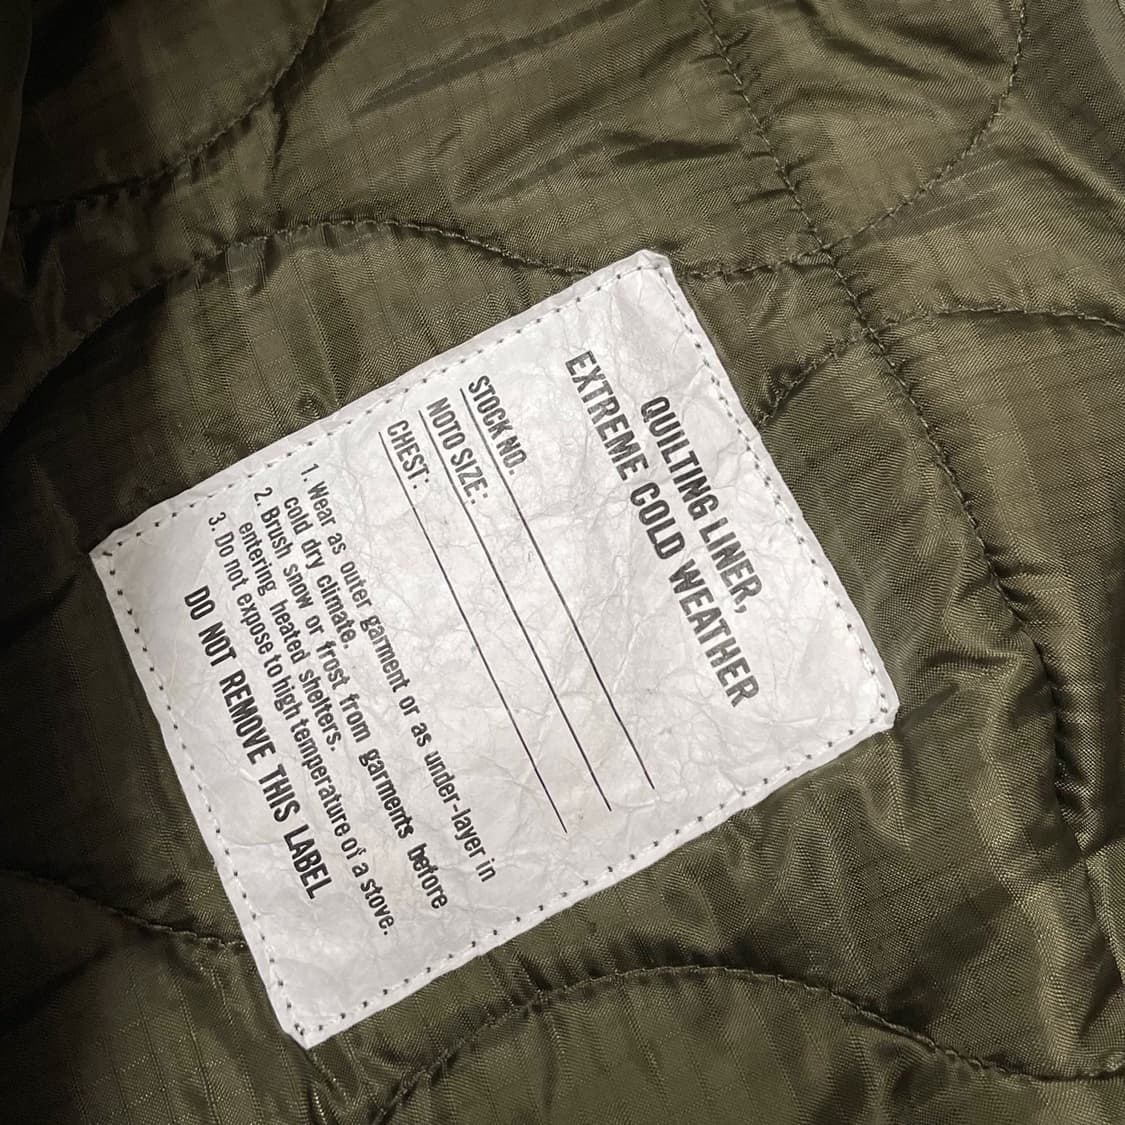 QUILTING LINER,
EXTREME COLD WEATHER
STOCK NO.
NOTO SIZE:
CHEST:
1. Wear as outer garment or as under-layer in
cold dry climate.
2. Brush snow or frost from garments before
entering heated shelters.
3. Do not expose to high temperature of a stove.
DO NOT REMOVE THIS LABEL